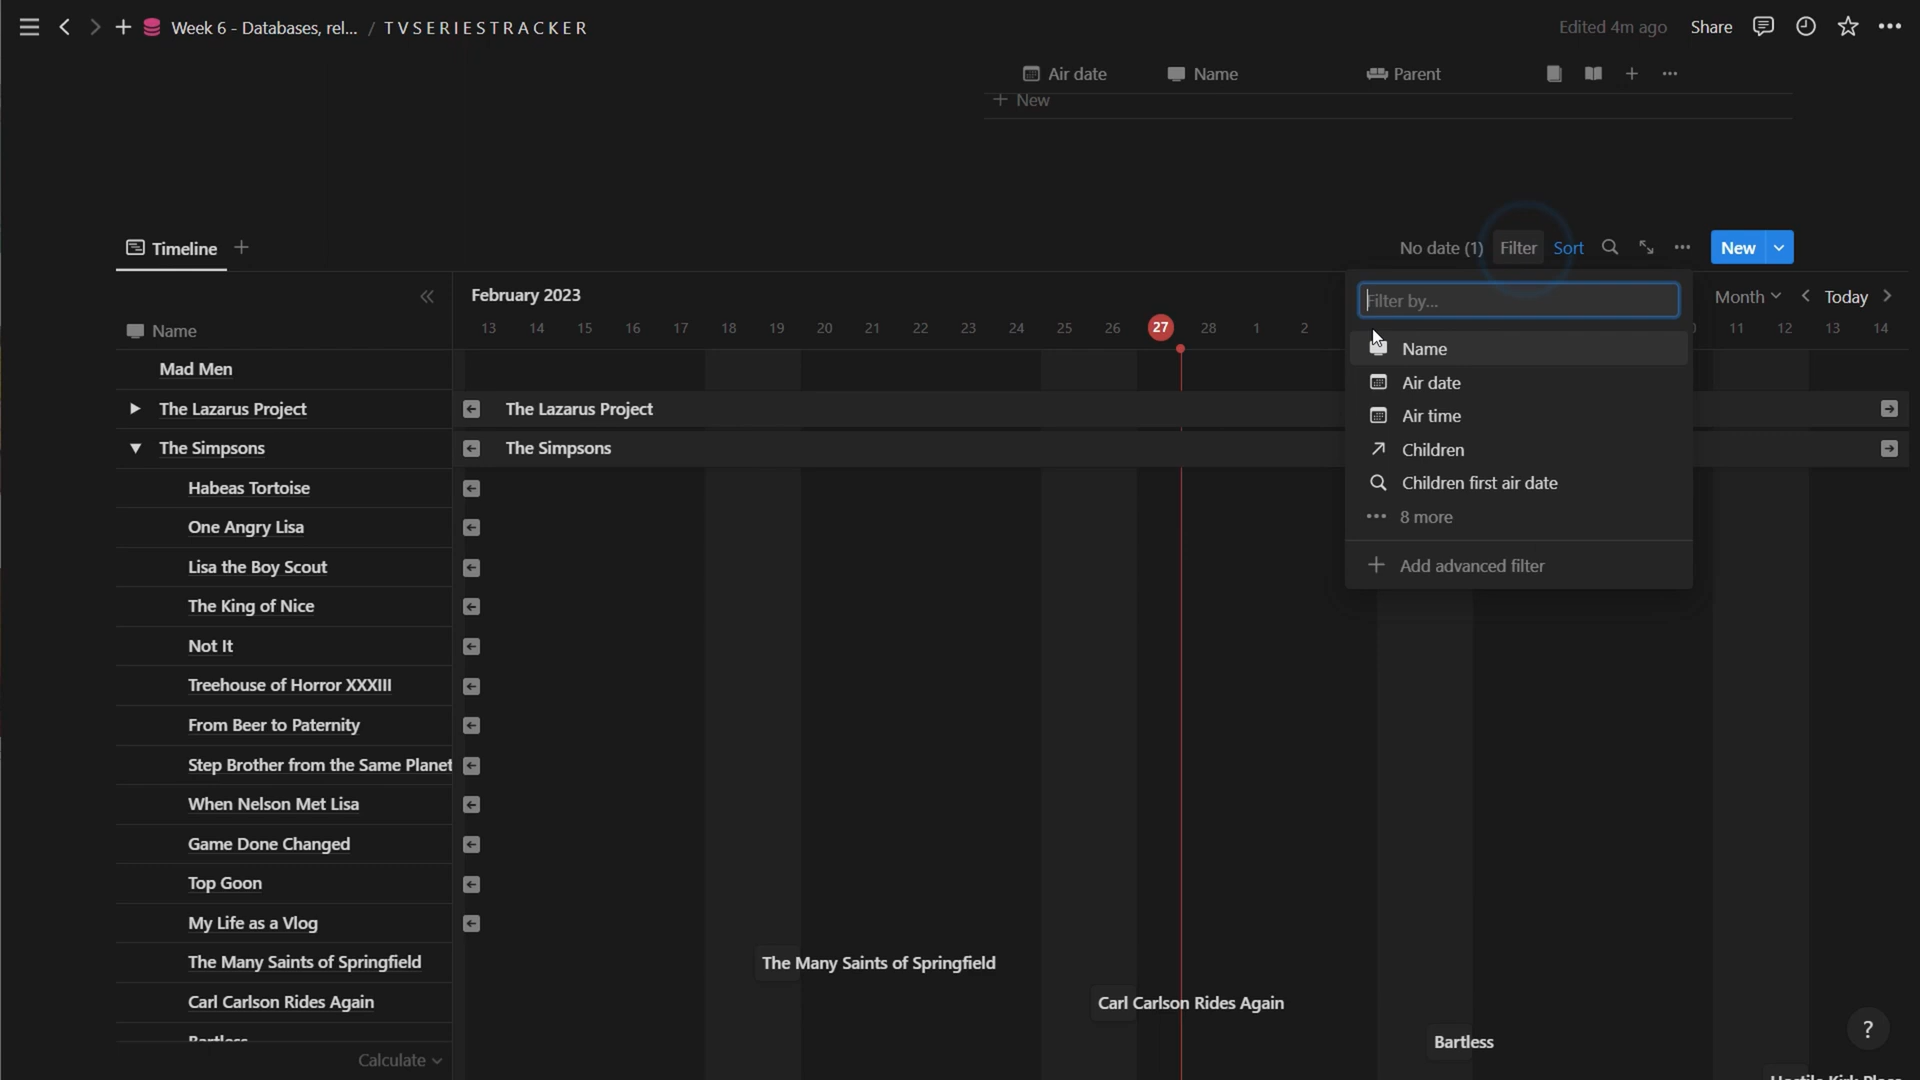 Week 6 - Databases, rel... / T V S E R I E S T R A C K E R
Edited 4m ago Share
Air date Name Parent
+ New
Timeline +
No date (1) Filter Sort New
February 2023
Filter by...
Month Today
13 14 15 16 17 18 19 20 21 22 23 24 25 26 27 28 1 2 11 12 13 14
Name
Name
Air date
Air time
Children
Children first air date
8 more
Add advanced filter
Mad Men
The Lazarus Project The Lazarus Project
The Simpsons The Simpsons
Habeas Tortoise
One Angry Lisa
Lisa the Boy Scout
The King of Nice
Not It
Treehouse of Horror XXXIII
From Beer to Paternity
Step Brother from the Same Planet
When Nelson Met Lisa
Game Done Changed
Top Goon
My Life as a Vlog
The Many Saints of Springfield The Many Saints of Springfield
Carl Carlson Rides Again Carl Carlson Rides Again
Bartless Bartless
Calculate
?